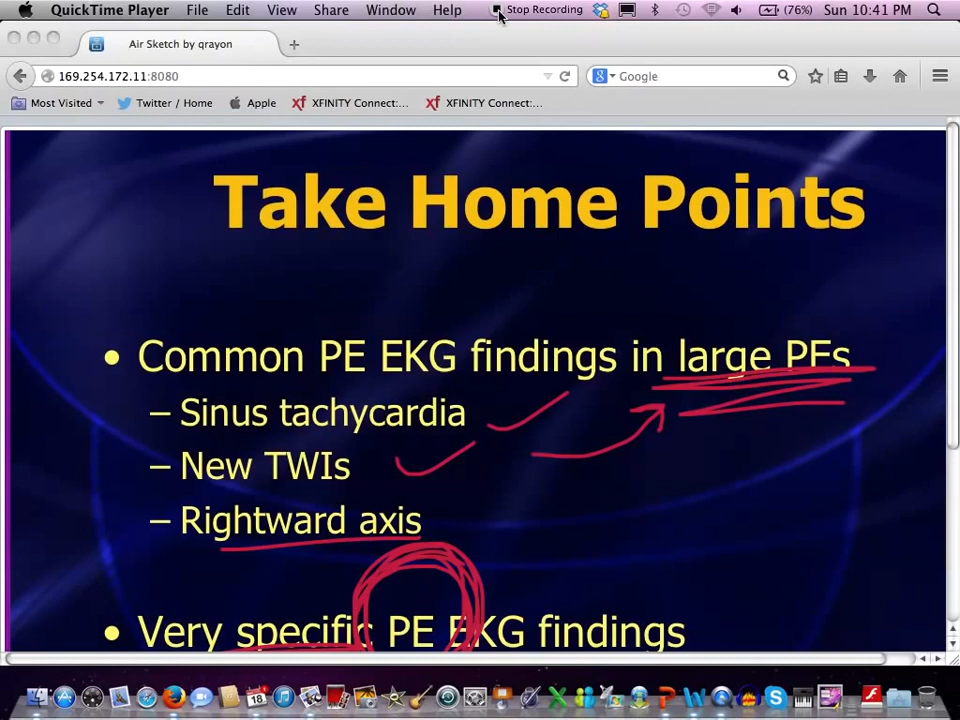 QuickTime Player File Edit View Share Window Help Stop Recording (76%) Sun 10:41 PM
Air Sketch by qrayon
169.254.172.11:8080 Google
Most Visited Twitter / Home Apple XFINITY Connect:... XFINITY Connect:...
Take Home Points
• Common PE EKG findings in large PEs
– Sinus tachycardia
– New TWIs
– Rightward axis
• Very specific PE EKG findings